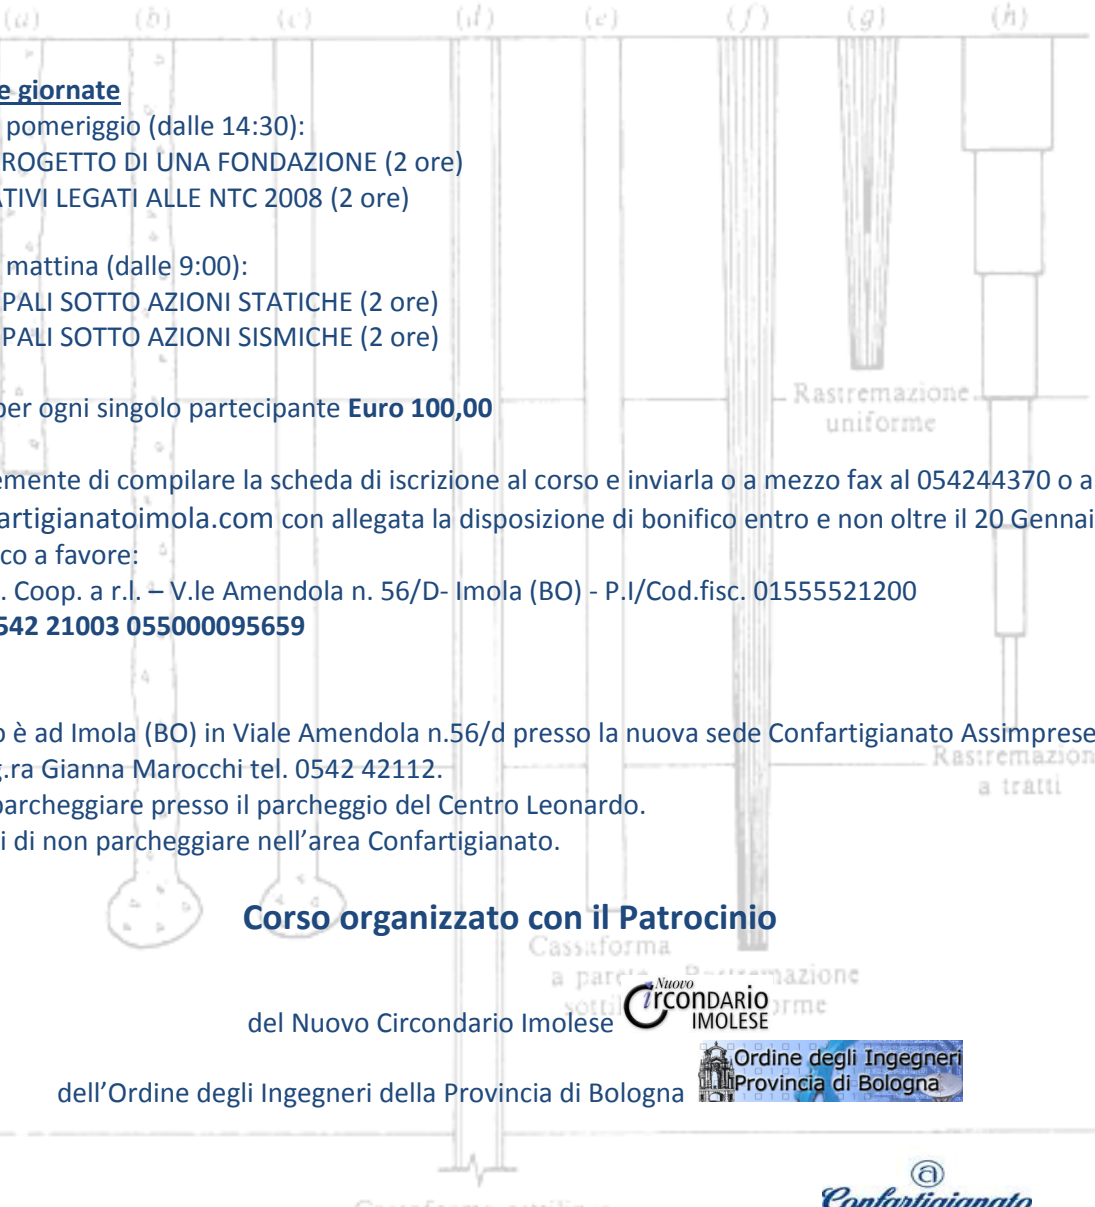 (a) (b) (c) (d) (e) (f) (g) (h)
e giornate
pomeriggio (dalle 14:30):
ROGETTO DI UNA FONDAZIONE (2 ore)
ATIVI LEGATI ALLE NTC 2008 (2 ore)
mattina (dalle 9:00):
PALI SOTTO AZIONI STATICHE (2 ore)
PALI SOTTO AZIONI SISMICHE (2 ore)
Rastremazione
uniforme
per ogni singolo partecipante Euro 100,00
emente di compilare la scheda di iscrizione al corso e inviarla o a mezzo fax al 054244370 o a
artigianatoimola.com con allegata la disposizione di bonifico entro e non oltre il 20 Gennai
co a favore:
. Coop. a r.l. – V.le Amendola n. 56/D- Imola (BO) - P.I/Cod.fisc. 01555521200
542 21003 055000095659
o è ad Imola (BO) in Viale Amendola n.56/d presso la nuova sede Confartigianato Assimprese
Rastremazion
a tratti
g.ra Gianna Marocchi tel. 0542 42112.
parcheggiare presso il parcheggio del Centro Leonardo.
i di non parcheggiare nell'area Confartigianato.
Corso organizzato con il Patrocinio
Cassaforma
a parete
mazione
sottil
orme
del Nuovo Circondario Imolese
Nuovo
CirconDARIO
IMOLESE
dell'Ordine degli Ingegneri della Provincia di Bologna
Ordine degli Ingegneri
Provincia di Bologna
Confartigianato